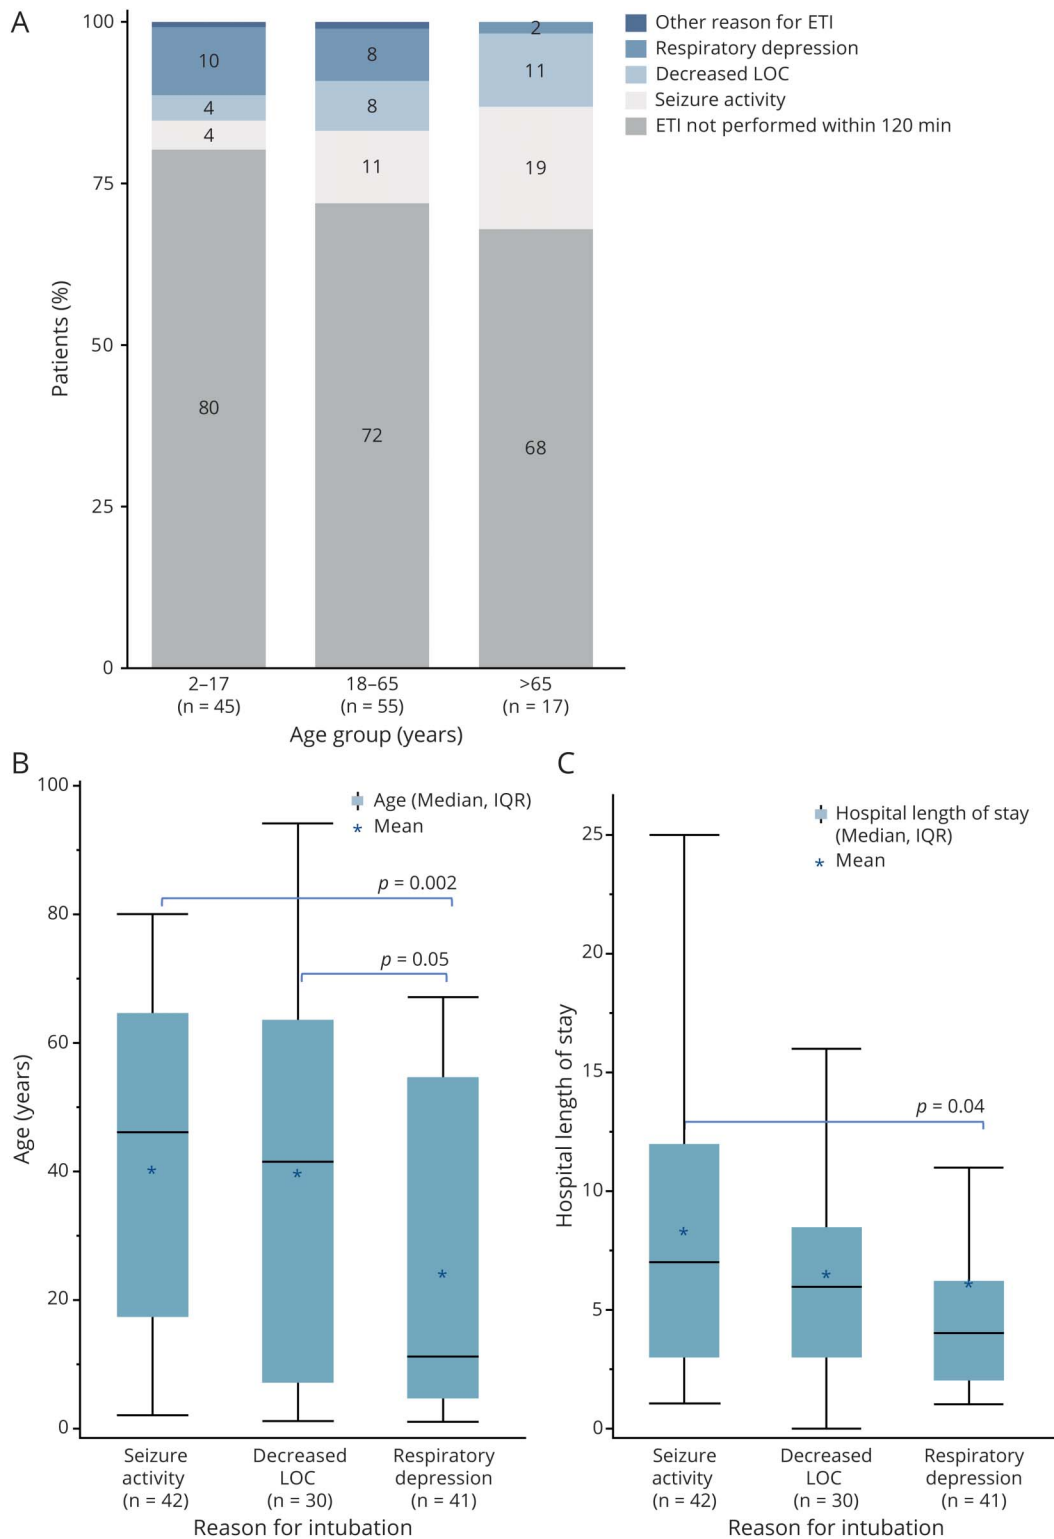 A
100
75
50
25
0
Patients (%)
10
4
4
80
8
8
11
72
2
11
19
68
2–17
(n = 45)
18–65
(n = 55)
>65
(n = 17)
Age group (years)
Other reason for ETI
Respiratory depression
Decreased LOC
Seizure activity
ETI not performed within 120 min
B
100
80
60
40
20
0
Age (years)
Age (Median, IQR)
* Mean
p = 0.002
p = 0.05
Seizure
activity
(n = 42)
Decreased
LOC
(n = 30)
Respiratory
depression
(n = 41)
Reason for intubation
C
25
20
15
10
5
0
Hospital length of stay
Hospital length of stay
(Median, IQR)
* Mean
p = 0.04
Seizure
activity
(n = 42)
Decreased
LOC
(n = 30)
Respiratory
depression
(n = 41)
Reason for intubation